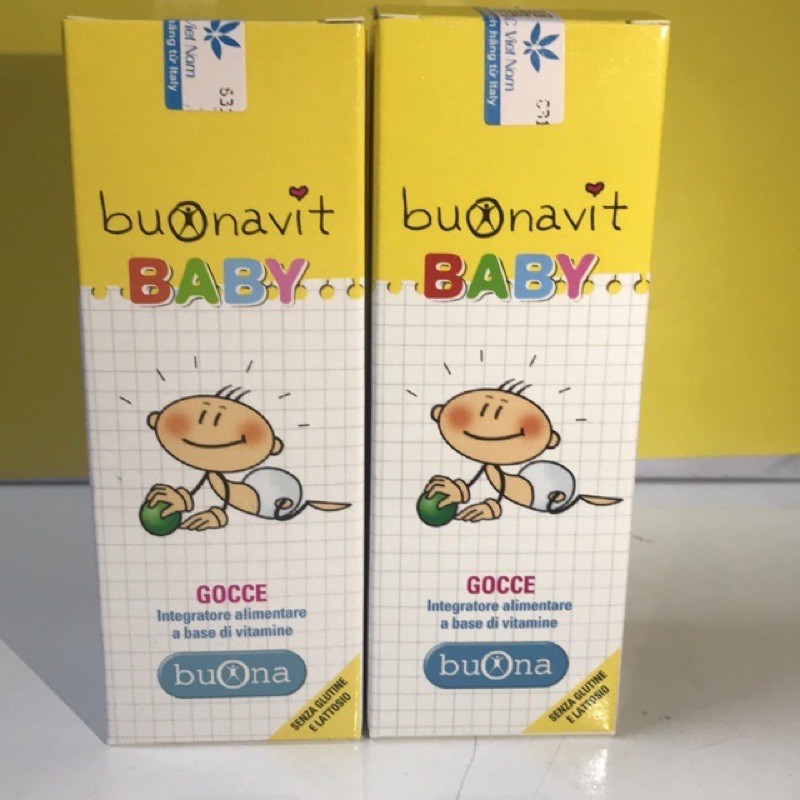 Viet Nam
hàng từ Italy
buonavit
BABY
GOCCE
Integratore alimentare
a base di vitamine
buona
SENZA GLUTINE
E LATTOSIO
C Viet Nam
h hãng từ Italy
buonavit
BABY
GOCCE
Integratore alimentare
a base di vitamine
buona
SENZA GLUTINE
E LATTOSIO